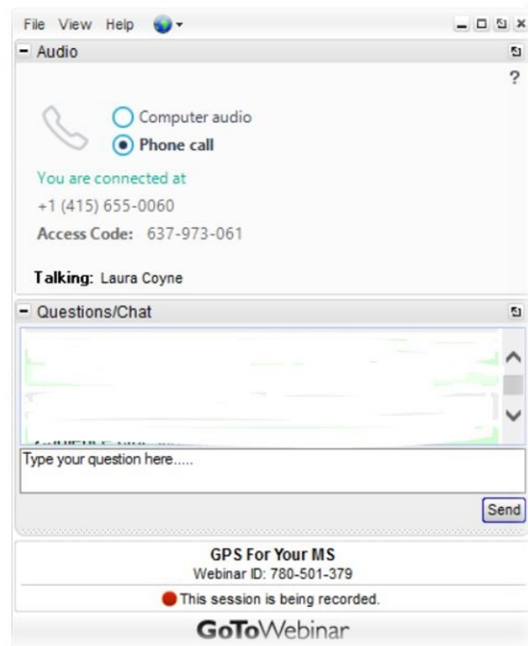 File View Help
Audio
?
Computer audio
Phone call
You are connected at
+1 (415) 655-0060
Access Code: 637-973-061
Talking: Laura Coyne
Questions/Chat
Type your question here.....
Send
GPS For Your MS
Webinar ID: 780-501-379
This session is being recorded.
GoToWebinar